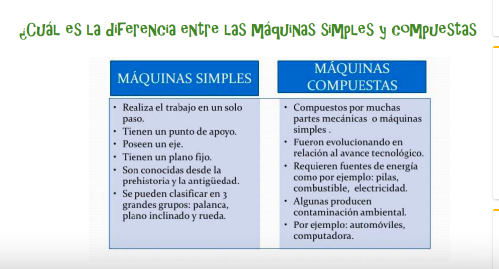 ¿Cuál es la diferencia entre las máquinas simples y compuestas
MÁQUINAS SIMPLES
• Realiza el trabajo en un solo
paso.
• Tienen un punto de apoyo.
• Poseen un eje.
• Tienen un plano fijo.
• Son conocidas desde la
prehistoria y la antigüedad.
• Se pueden clasificar en 3
grandes grupos: palanca,
plano inclinado y rueda.
MÁQUINAS
COMPUESTAS
• Compuestos por muchas
partes mecánicas o máquinas
simples .
• Fueron evolucionando en
relación al avance tecnológico.
• Requieren fuentes de energía
como por ejemplo: pilas,
combustible, electricidad.
• Algunas producen
contaminación ambiental.
• Por ejemplo: automóviles,
computadora.